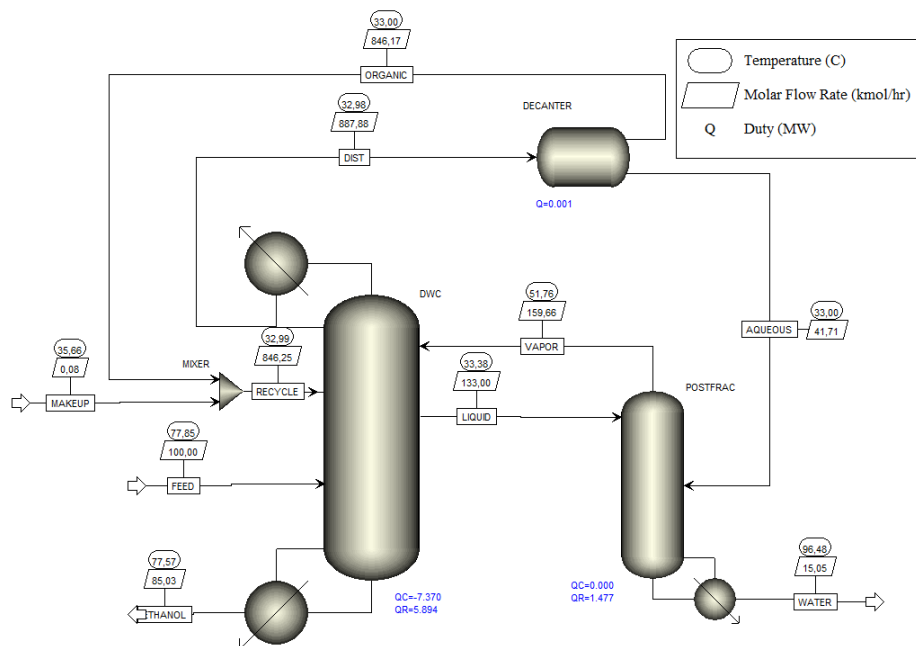 33,00
846,17
ORGANIC
Temperature (C)
Molar Flow Rate (kmol/hr)
Q Duty (MW)
32,98
887,88
DIST
DECANTER
Q=0.001
DWC
51,76
159,66
VAPOR
33,00
41,71
AQUEOUS
32,99
846,25
RECYCLE
MIXER
35,66
0,08
MAKEUP
33,38
133,00
LIQUID
POSTFRAC
77,85
100,00
FEED
77,57
85,03
ETHANOL
QC=-7.370
QR=5.894
QC=0.000
QR=1.477
96,48
15,05
WATER